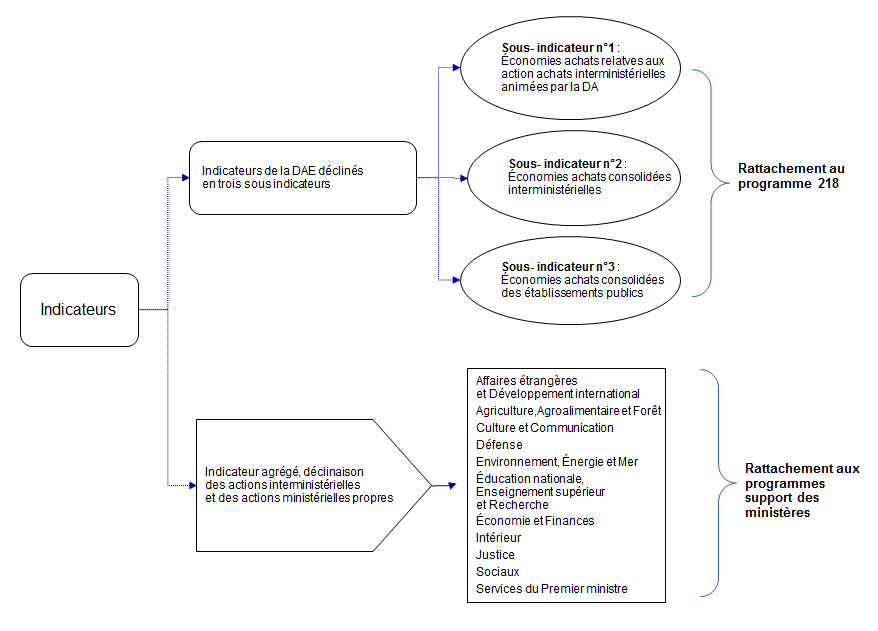 Sous- indicateur n°1 :
Économies achats relatves aux
action achats interministérielles
animées par la DA
Indicateurs de la DAE déclinés
en trois sous indicateurs
Sous- indicateur n°2 :
Économies achats consolidées
interministérielles
Rattachement au
programme 218
Sous- indicateur n°3 :
Économies achats consolidées
des établissements publics
Indicateurs
Indicateur agrégé, déclinaison
des actions interministérielles
et des actions ministérielles propres
Affaires étrangères
et Développement international
Agriculture,Agroalimentaire et Forêt
Culture et Communication
Défense
Environnement, Énergie et Mer
Éducation nationale,
Enseignement supérieur
et Recherche
Économie et Finances
Intérieur
Justice
Sociaux
Services du Premier ministre
Rattachement aux
programmes
support des
ministères